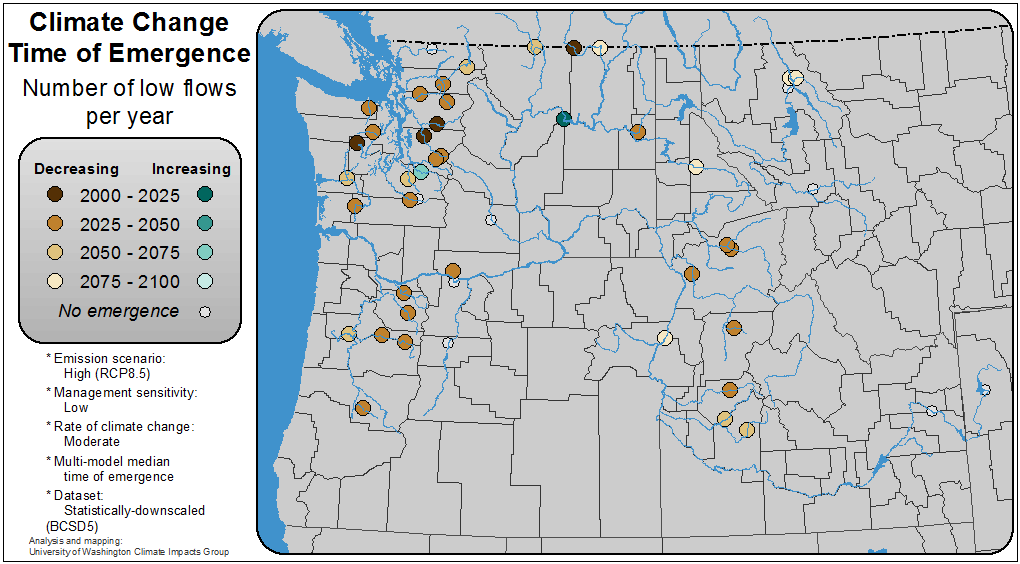 Climate Change
Time of Emergence
Number of low flows
per year
Decreasing Increasing
2000 - 2025
2025 - 2050
2050 - 2075
2075 - 2100
No emergence
* Emission scenario:
High (RCP8.5)
* Management sensitivity:
Low
* Rate of climate change:
Moderate
* Multi-model median
time of emergence
* Dataset:
Statistically-downscaled
(BCSD5)
Analysis and mapping:
University of Washington Climate Impacts Group